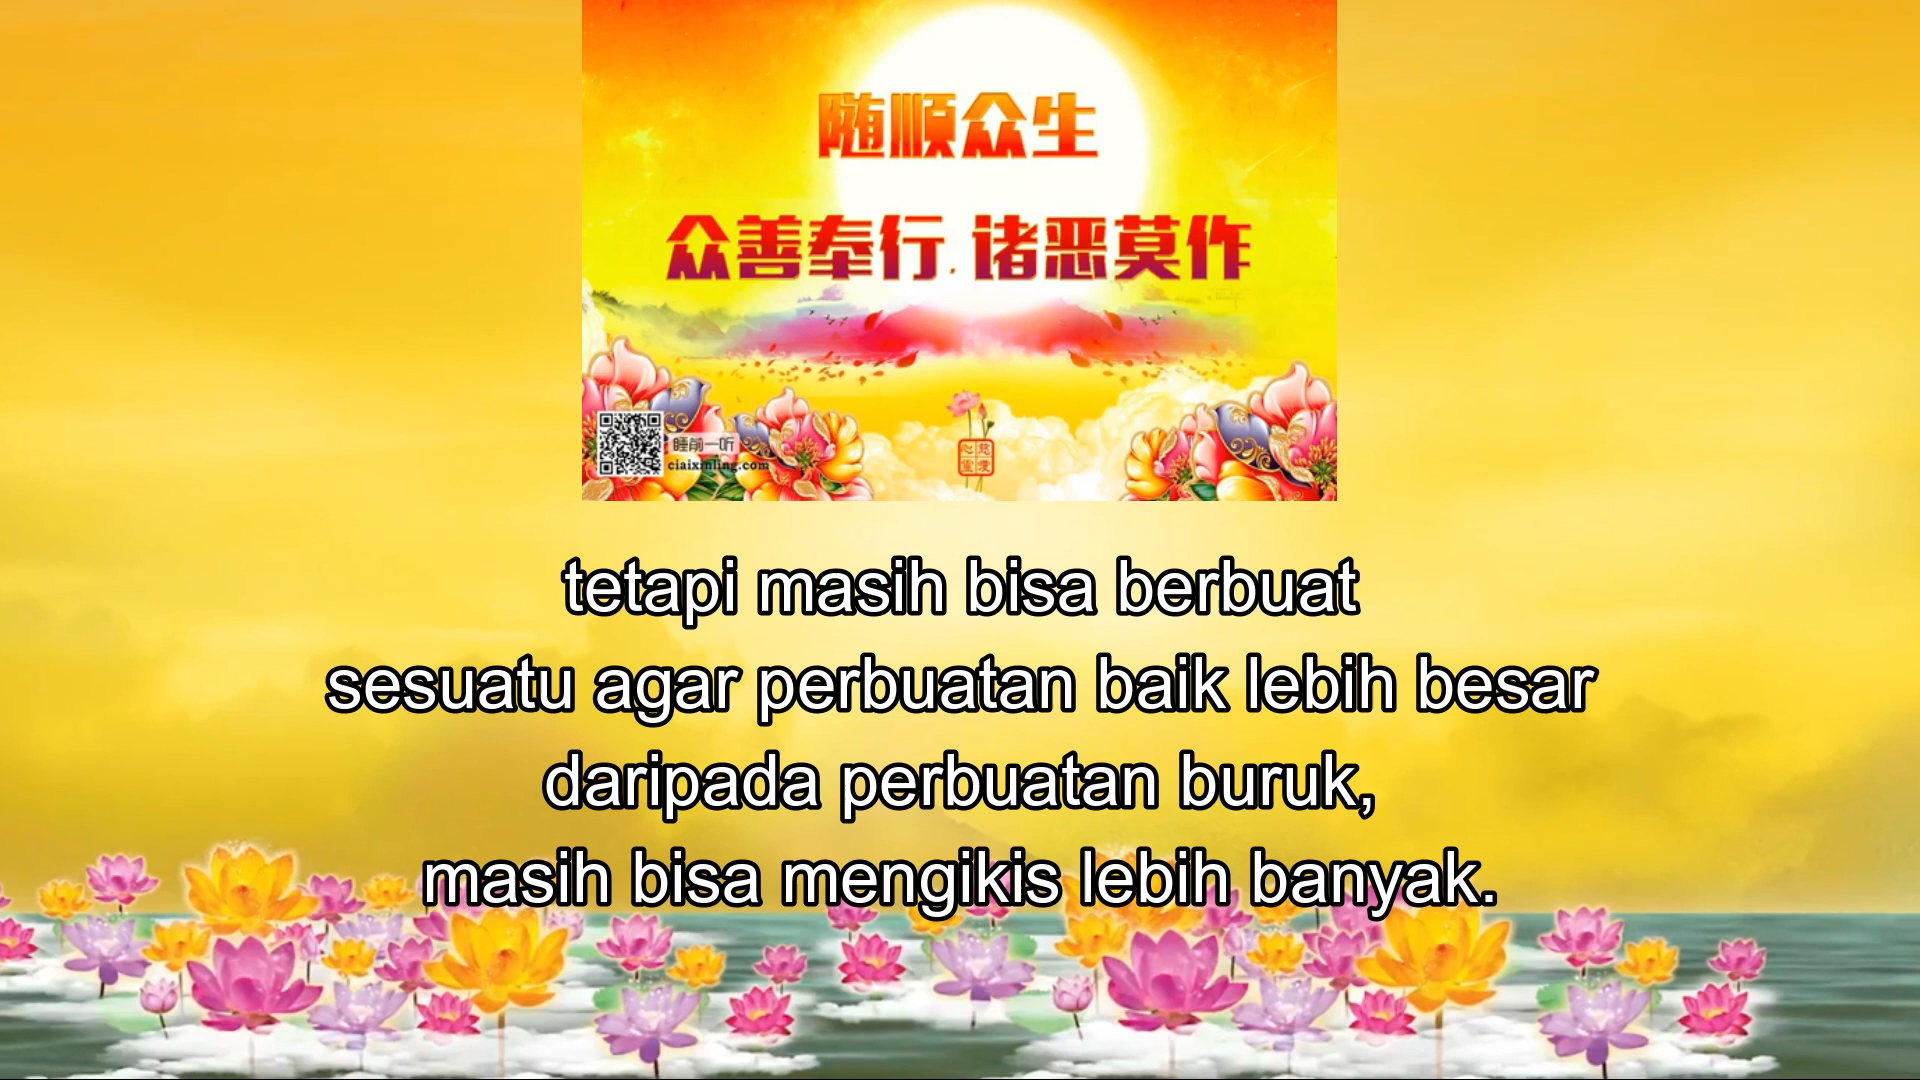 随顺众生
众善奉行，诸恶莫作
睡前一听
ciaixinling.com
tetapi masih bisa berbuat
sesuatu agar perbuatan baik lebih besar
daripada perbuatan buruk,
masih bisa mengikis lebih banyak.